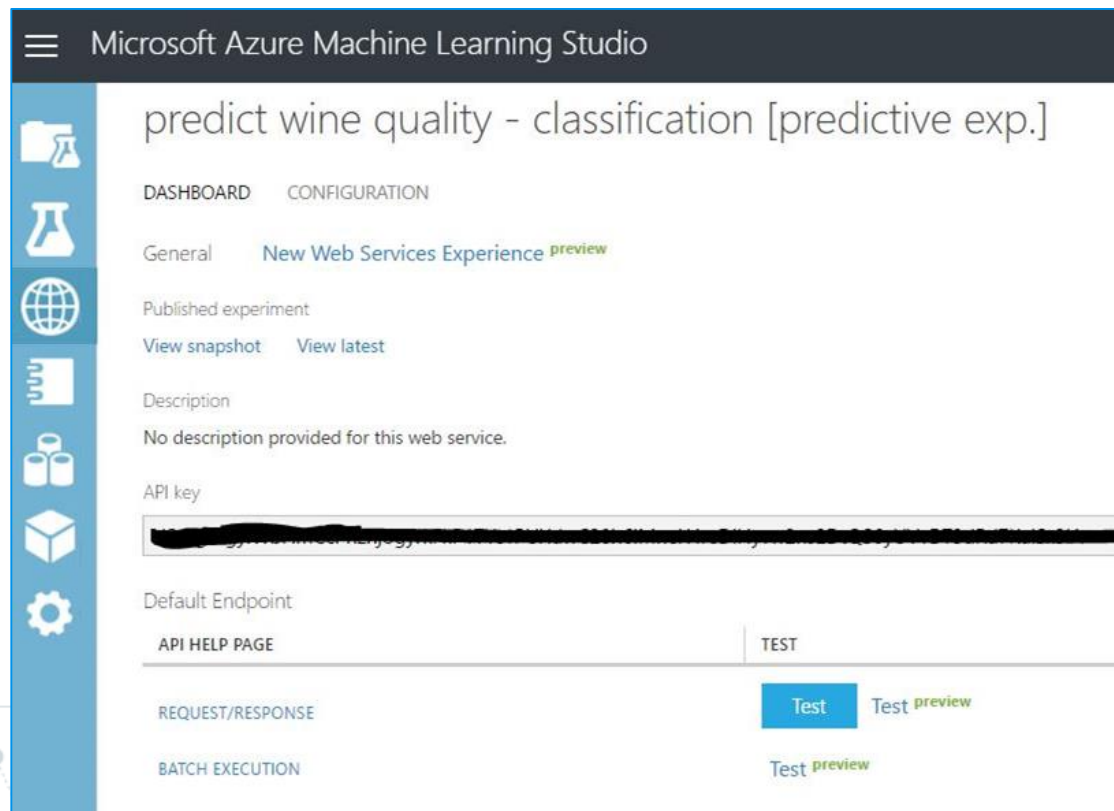 Microsoft Azure Machine Learning Studio
predict wine quality - classification [predictive exp.]
DASHBOARD CONFIGURATION
General New Web Services Experience preview
Published experiment
View snapshot View latest
Description
No description provided for this web service.
API key
Default Endpoint
API HELP PAGE TEST
REQUEST/RESPONSE Test Test preview
BATCH EXECUTION Test preview